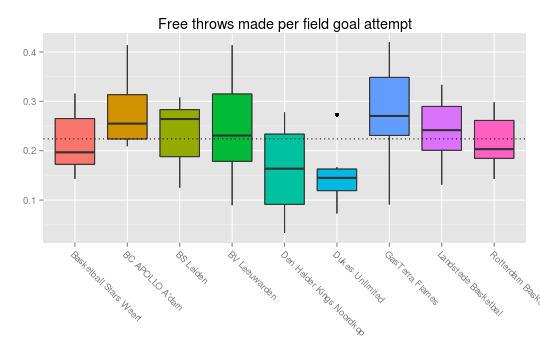 Free throws made per field goal attempt
0.4
0.3
0.2
0.1
Basketball Stars Weert
BC APOLLO A'dam
BS Leiden
BV Leeuwarden
Den Helder Kings Noordkop
Dukes Unlimited
GasTerra Flames
Landstede Basketbal
Rotterdam Bask